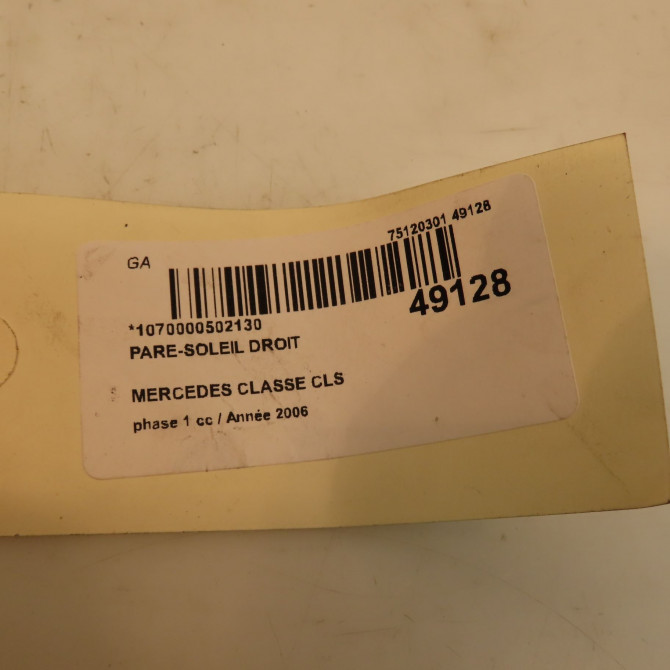 75120301 49128
GA
49128
*1070000502130
PARE-SOLEIL DROIT
MERCEDES CLASSE CLS
phase 1 cc / Année 2006